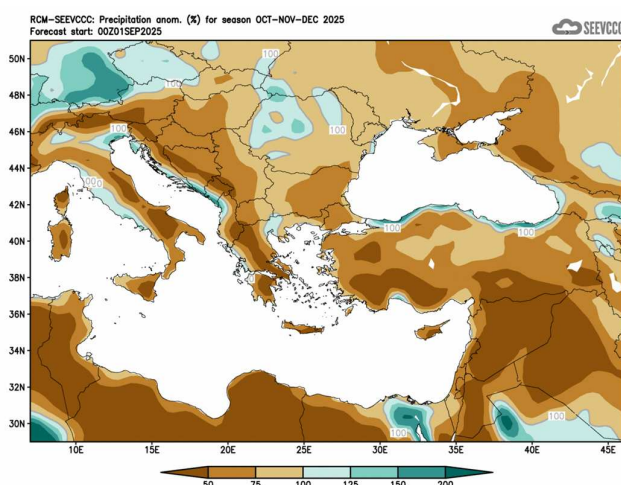 RCM-SEEVCCC: Precipitation anom. (%) for season OCT-NOV-DEC 2025
Forecast start: 00Z01SEP2025
SEEVCCC
50N
48N
46N
44N
42N
40N
38N
36N
34N
32N
30N
100
100
100
100
100
100
100
100
100
100
10E
15E
20E
25E
30E
35E
40E
45E
50
75
100
125
150
200